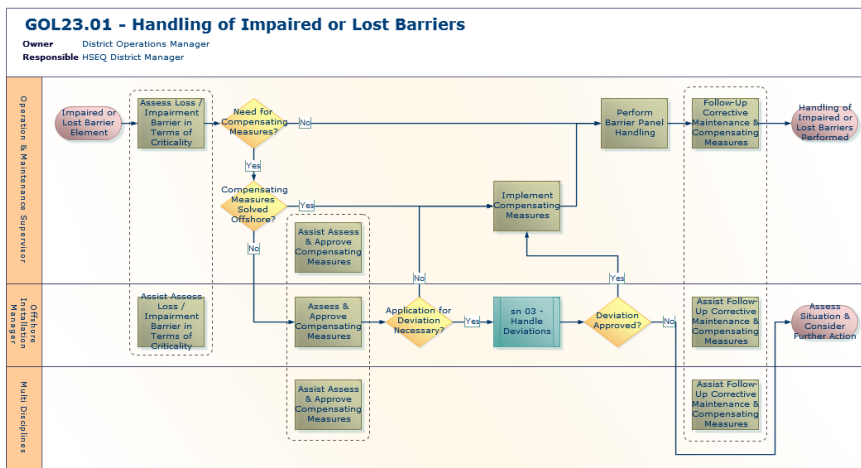 GOL23.01 - Handling of Impaired or Lost Barriers
Owner District Operations Manager
Responsible HSEQ District Manager
Operation & Maintenance Supervisor
Impaired or
Lost Barrier
Element
Assess Loss /
Impairment
Barrier in
Terms of
Criticality
Need for
Compensating
Measures?
No
Yes
Perform
Barrier Panel
Handling
Follow-Up
Corrective
Maintenance &
Compensating
Measures
Handling of
Impaired or
Lost Barriers
Performed
Compensating
Measures
Solved
Offshore?
Yes
No
Implement
Compensating
Measures
Assist Assess
& Approve
Compensating
Measures
No
Yes
Offshore
Installation
Manager
Assist Assess
Loss /
Impairment
Barrier in
Terms of
Criticality
Assess &
Approve
Compensating
Measures
Application for
Deviation
Necessary?
Yes
sn 03 -
Handle
Deviations
Deviation
Approved?
No
Assist Follow-
Up Corrective
Maintenance &
Compensating
Measures
Assess
Situation &
Consider
Further Action
Multi Disciplines
Assist Assess
& Approve
Compensating
Measures
Assist Follow-
Up Corrective
Maintenance &
Compensating
Measures